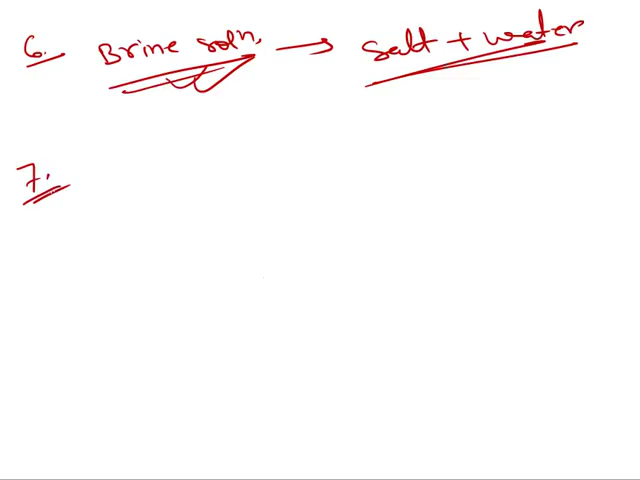 6. Brine soln. → salt + water
7.